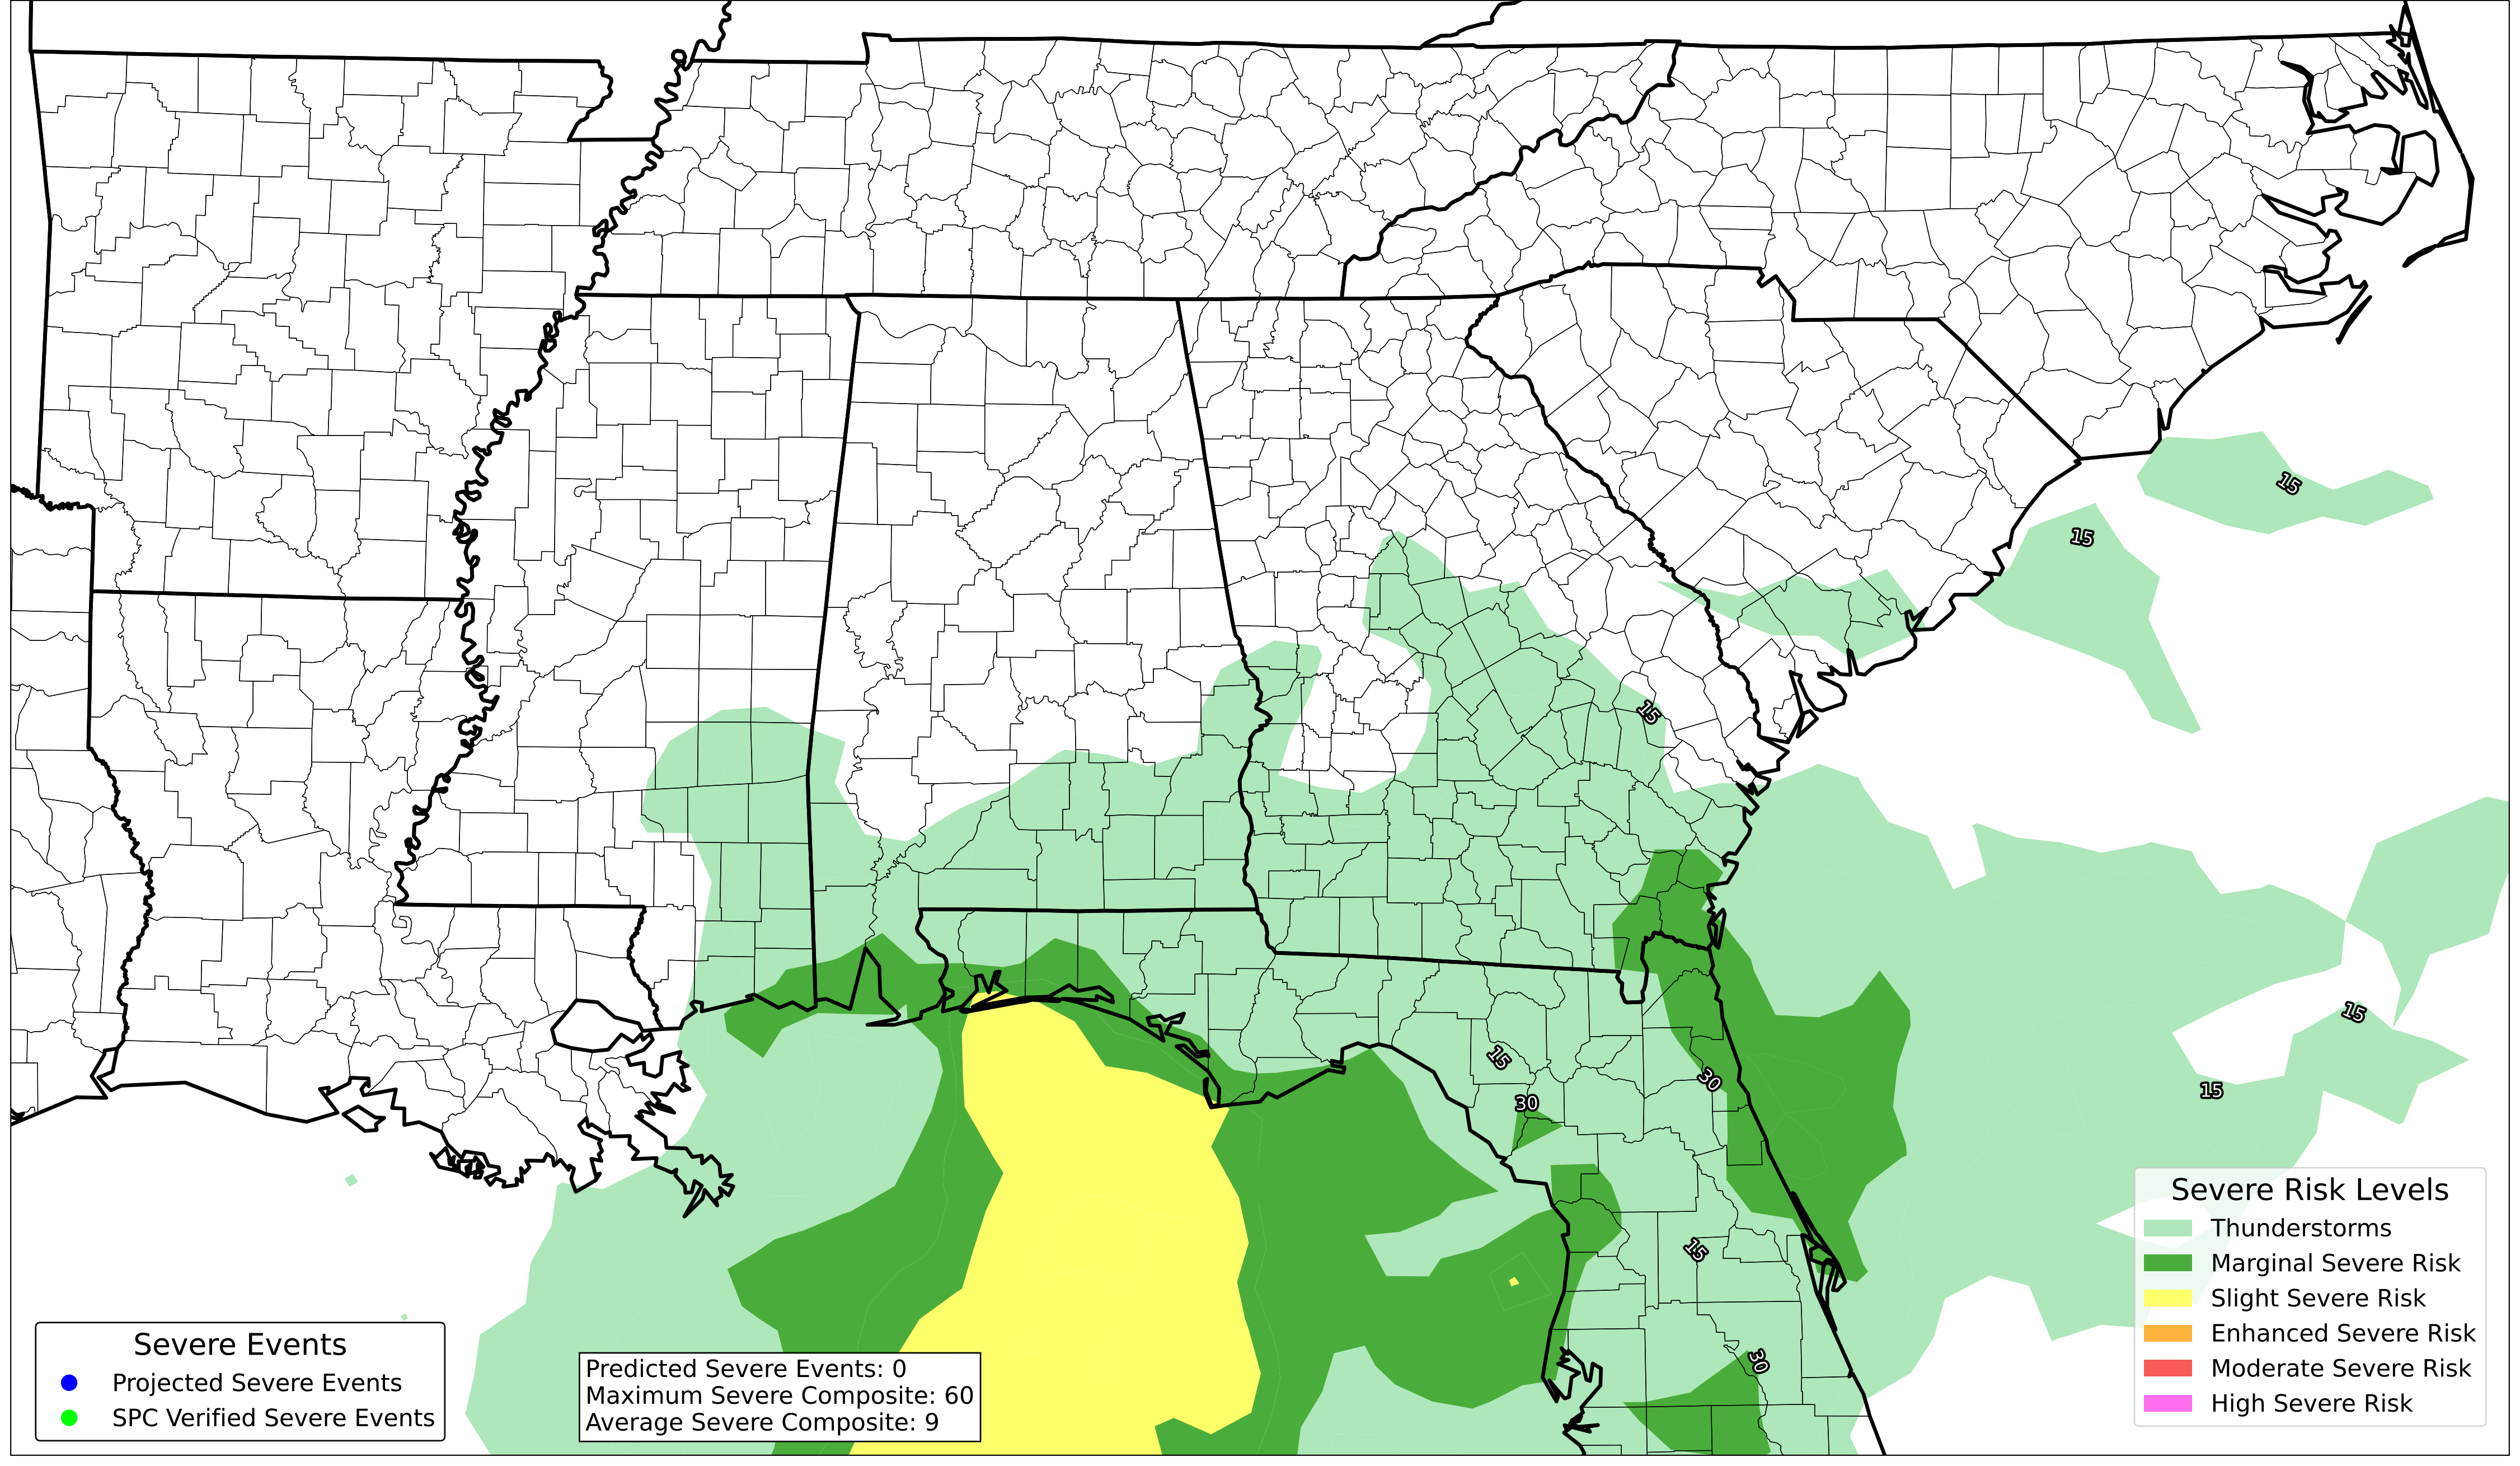 15
15
15
15
15
30
15
30
15
30
Severe Risk Levels
Thunderstorms
Marginal Severe Risk
Slight Severe Risk
Enhanced Severe Risk
Moderate Severe Risk
High Severe Risk
Severe Events
Projected Severe Events
SPC Verified Severe Events
Predicted Severe Events: 0
Maximum Severe Composite: 60
Average Severe Composite: 9